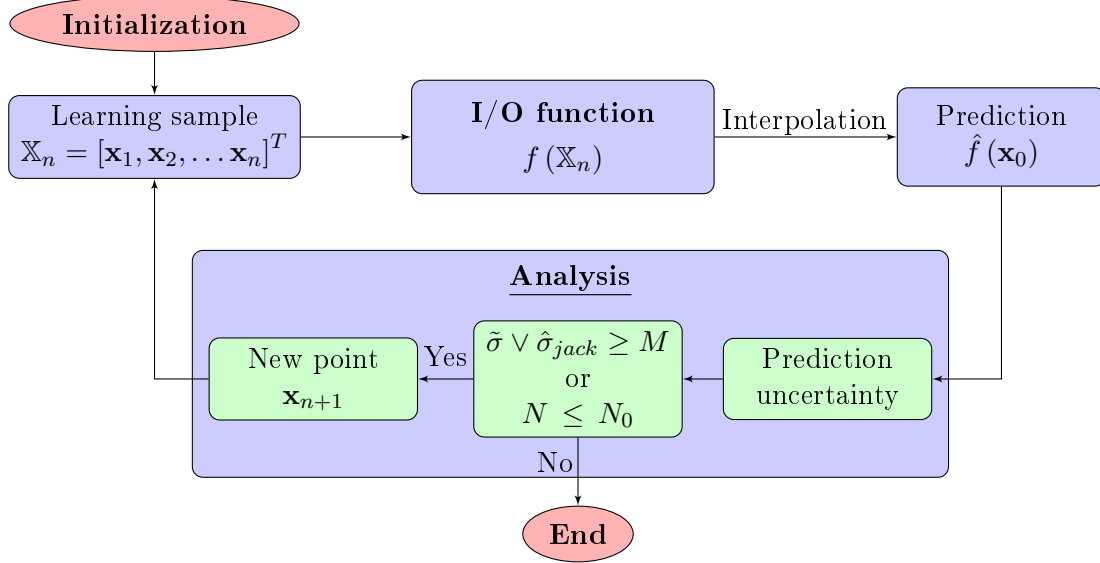 Initialization
Learning sample
𝕏ₙ = [𝐱₁, 𝐱₂, … 𝐱ₙ]ᵀ
I/O function
f (𝕏ₙ)
Interpolation
Prediction
f̂ (𝐱₀)
Analysis
New point
𝐱ₙ₊₁
Yes
σ̃ ∨ σ̂_jack ≥ M
or
N ≤ N₀
Prediction
uncertainty
No
End